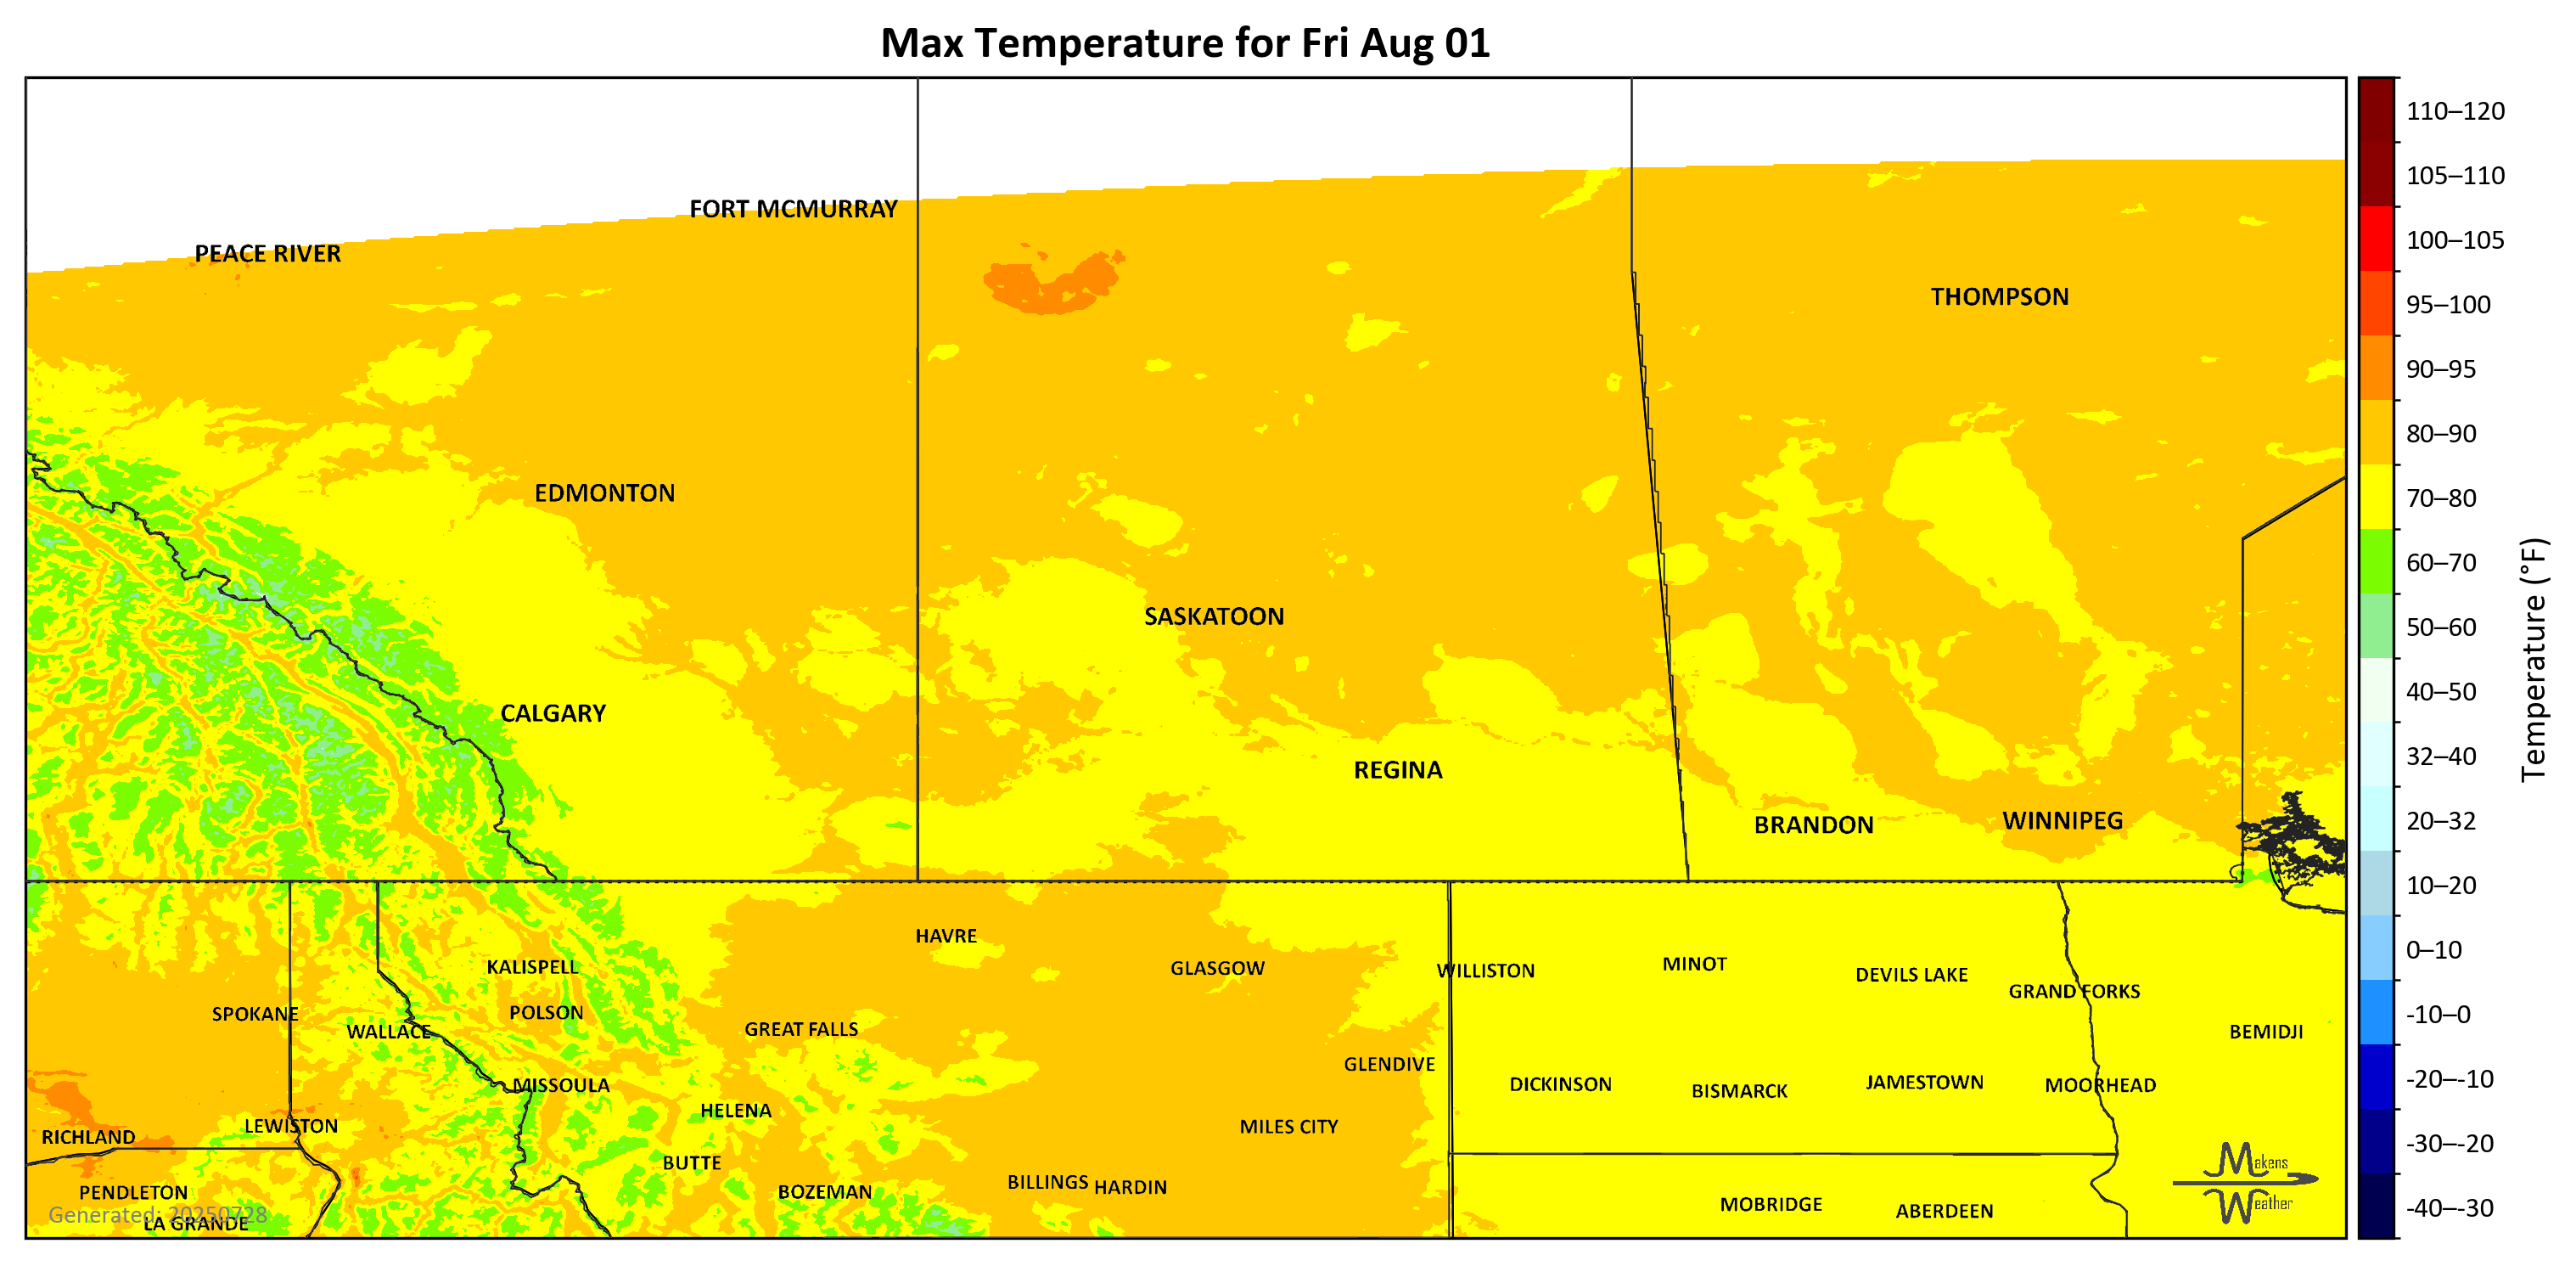 Max Temperature for Fri Aug 01
FORT MCMURRAY
PEACE RIVER
THOMPSON
EDMONTON
SASKATOON
CALGARY
REGINA
BRANDON
WINNIPEG
HAVRE
KALISPELL
GLASGOW
WILLISTON
MINOT
DEVILS LAKE
GRAND FORKS
SPOKANE
POLSON
WALLACE
GREAT FALLS
BEMIDJI
GLENDIVE
MISSOULA
DICKINSON
BISMARCK
JAMESTOWN
MOORHEAD
HELENA
LEWISTON
MILES CITY
RICHLAND
BUTTE
BILLINGS
HARDIN
PENDLETON
BOZEMAN
MOBRIDGE
ABERDEEN
Generated: 20250728
LA GRANDE
Makens
Weather
110–120
105–110
100–105
95–100
90–95
80–90
70–80
60–70
50–60
40–50
32–40
20–32
10–20
0–10
-10–0
-20–-10
-30–-20
-40–-30
Temperature (°F)